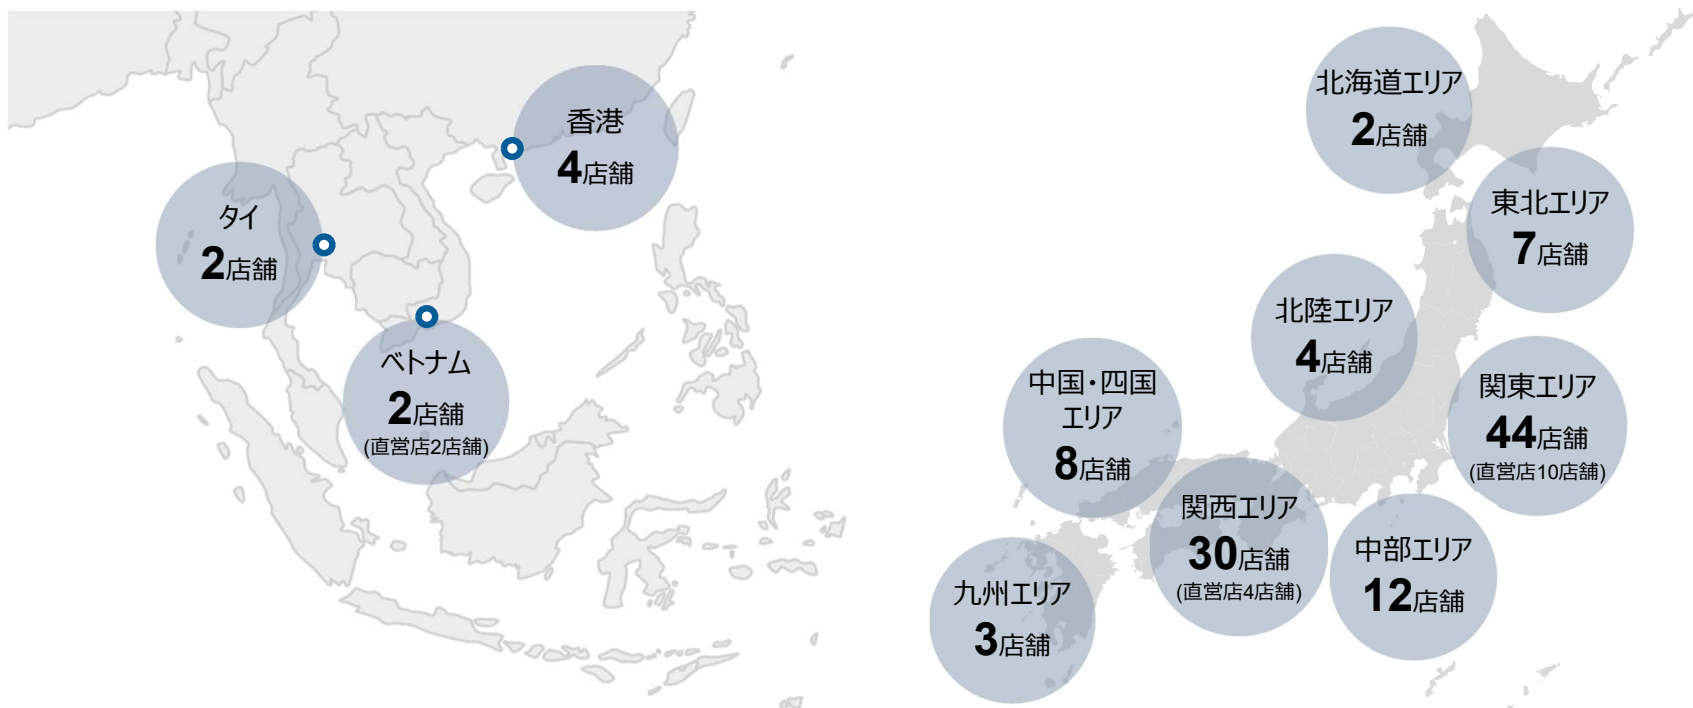 香港
4店舗
タイ
2店舗
ベトナム
2店舗
(直営店2店舗)
北海道エリア
2店舗
東北エリア
7店舗
北陸エリア
4店舗
関東エリア
44店舗
(直営店10店舗)
中国・四国
エリア
8店舗
関西エリア
30店舗
(直営店4店舗)
中部エリア
12店舗
九州エリア
3店舗